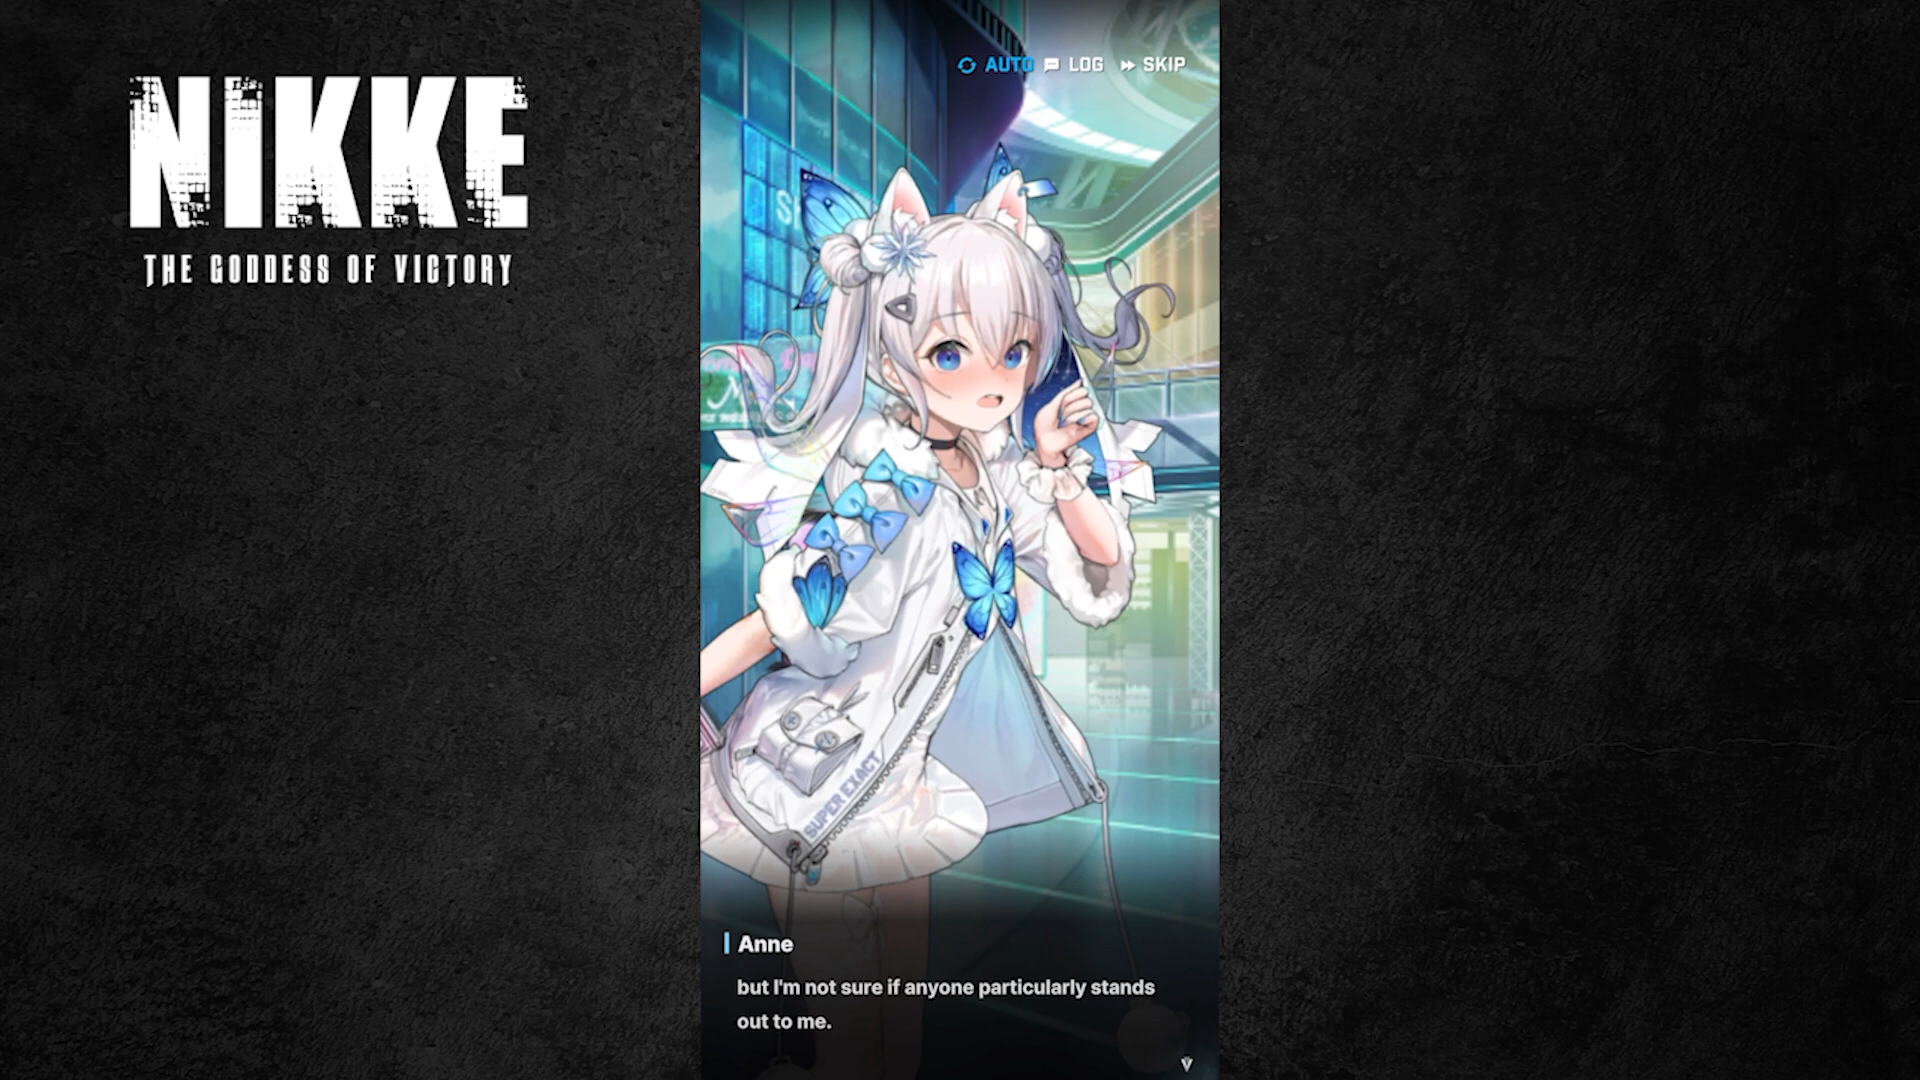 NIKKE
THE GODDESS OF VICTORY
AUTO LOG SKIP
SUPER EXACT
Anne
but I'm not sure if anyone particularly stands
out to me.